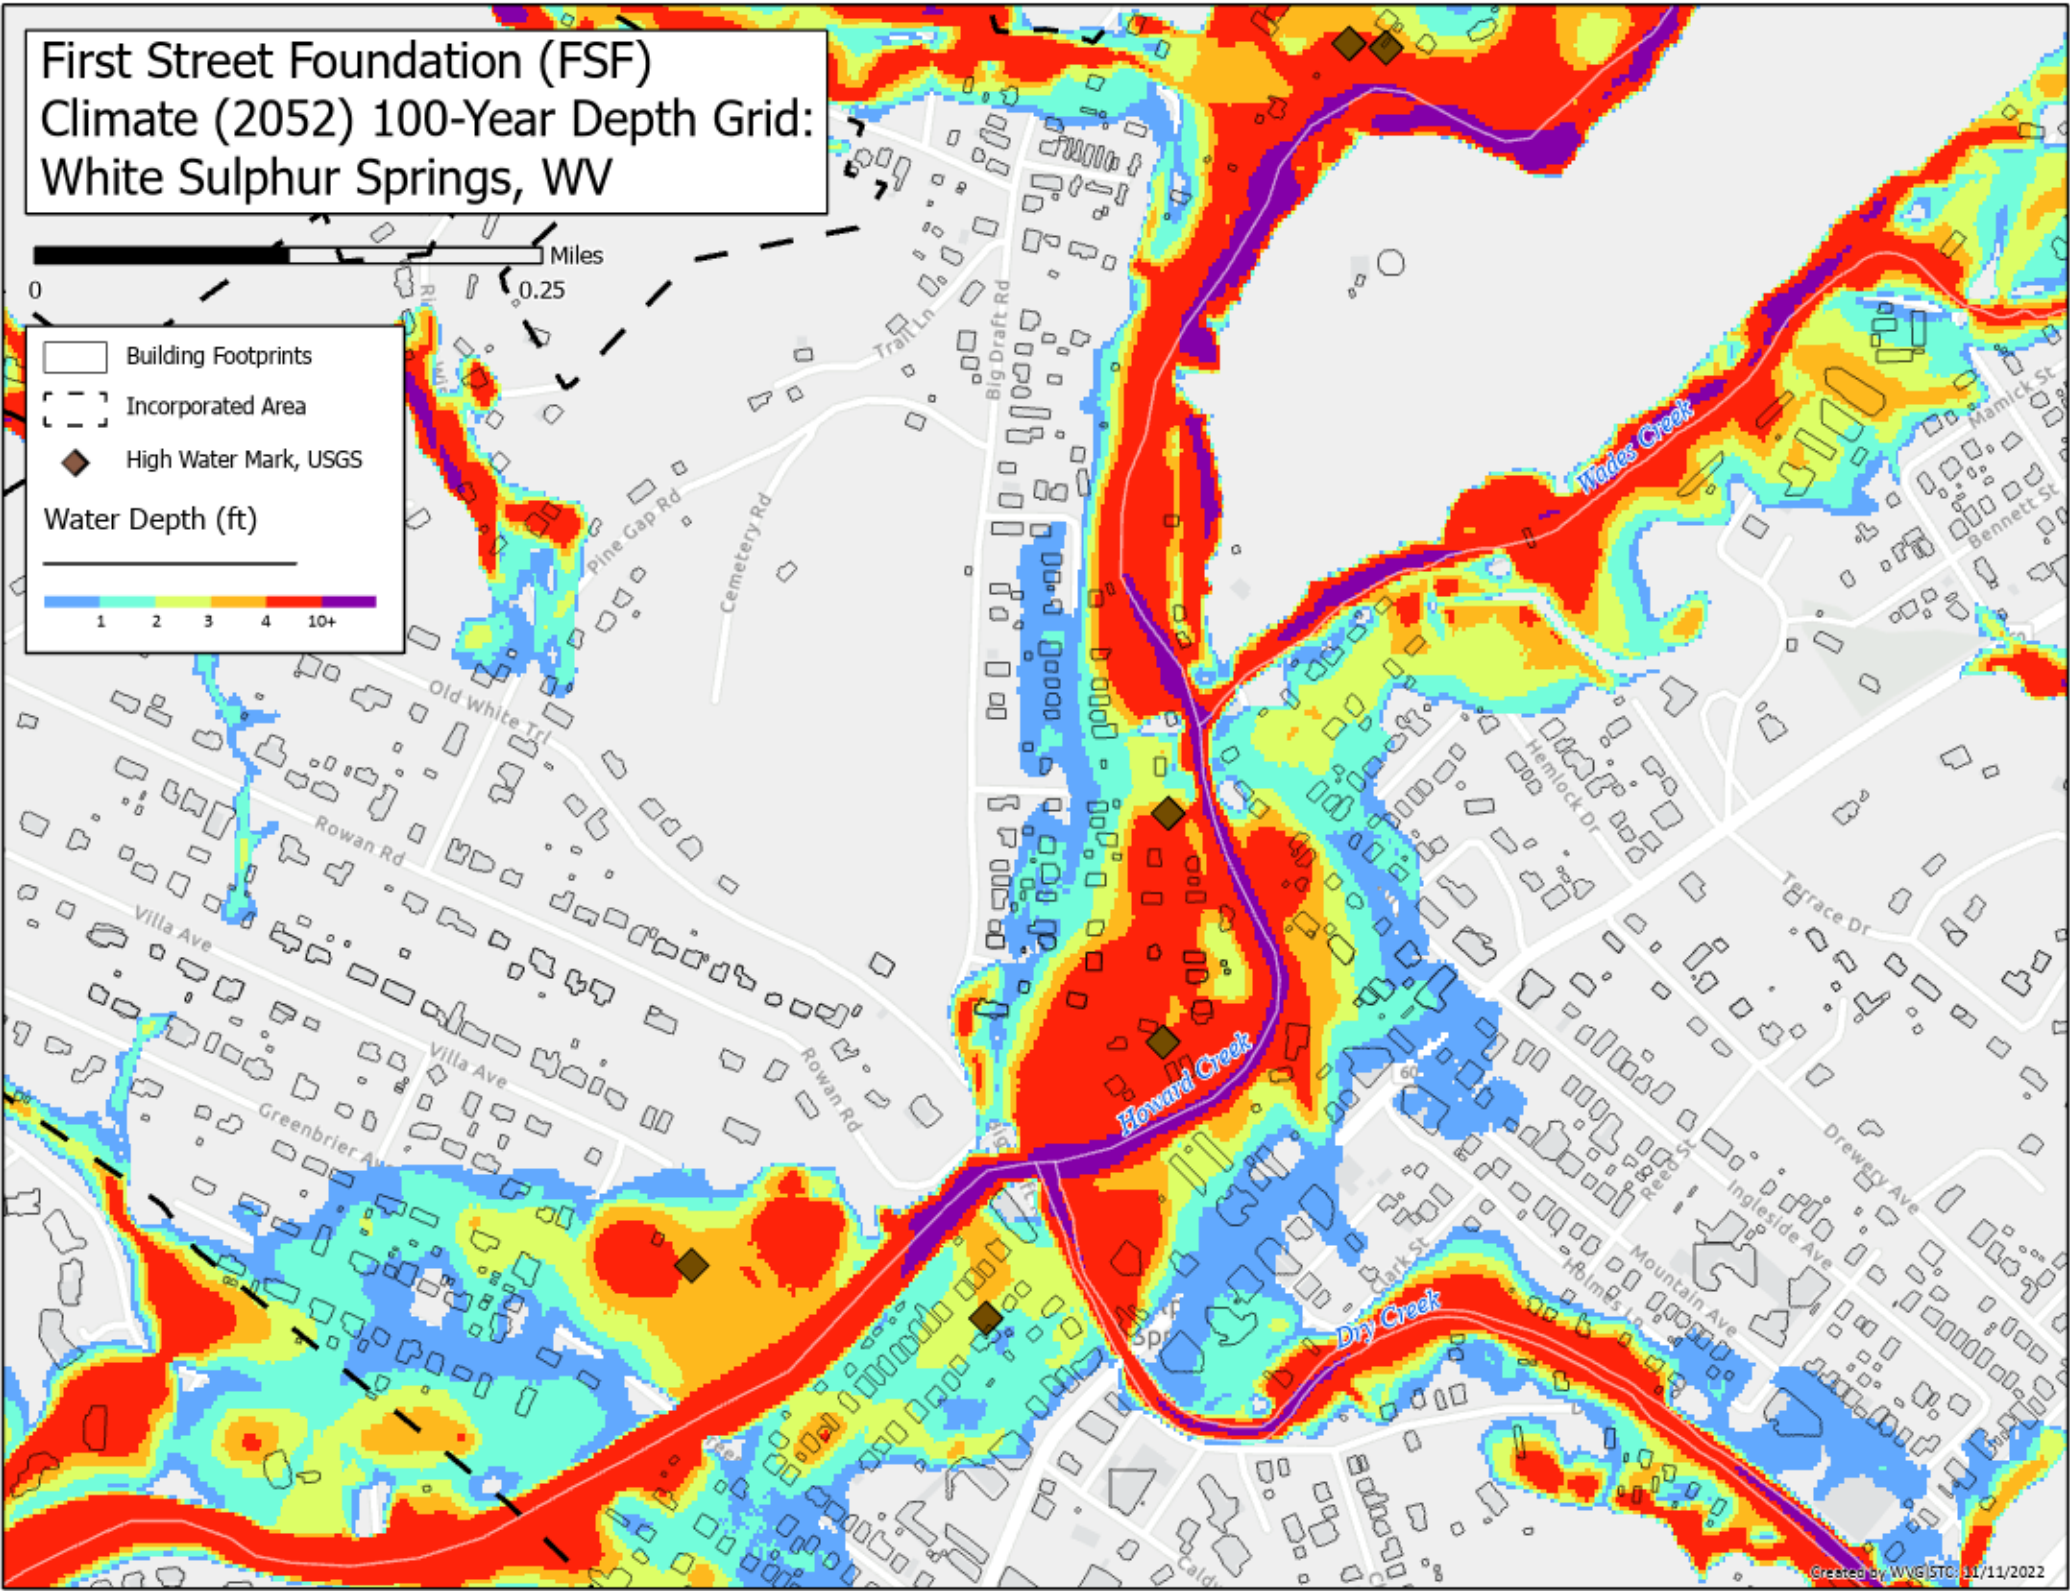 First Street Foundation (FSF)
Climate (2052) 100-Year Depth Grid:
White Sulphur Springs, WV
Miles
0
0.25
Building Footprints
Incorporated Area
High Water Mark, USGS
Water Depth (ft)
1
2
3
4
10+
Trail Ln
Big Draft Rd
Pine Gap Rd
Cemetery Rd
Wades Creek
Mamick St
Bennett St
Old White Trl
Rowan Rd
Villa Ave
Hemlock Dr
Terrace Dr
Villa Ave
Rowan Rd
Greenbrier Av
Howard Creek
60
Reed St
Drewery Ave
Ingleside Ave
Mountain Ave
Holmes Ln
Clark St
Dry Creek
Created by WVGISTC: 11/11/2022